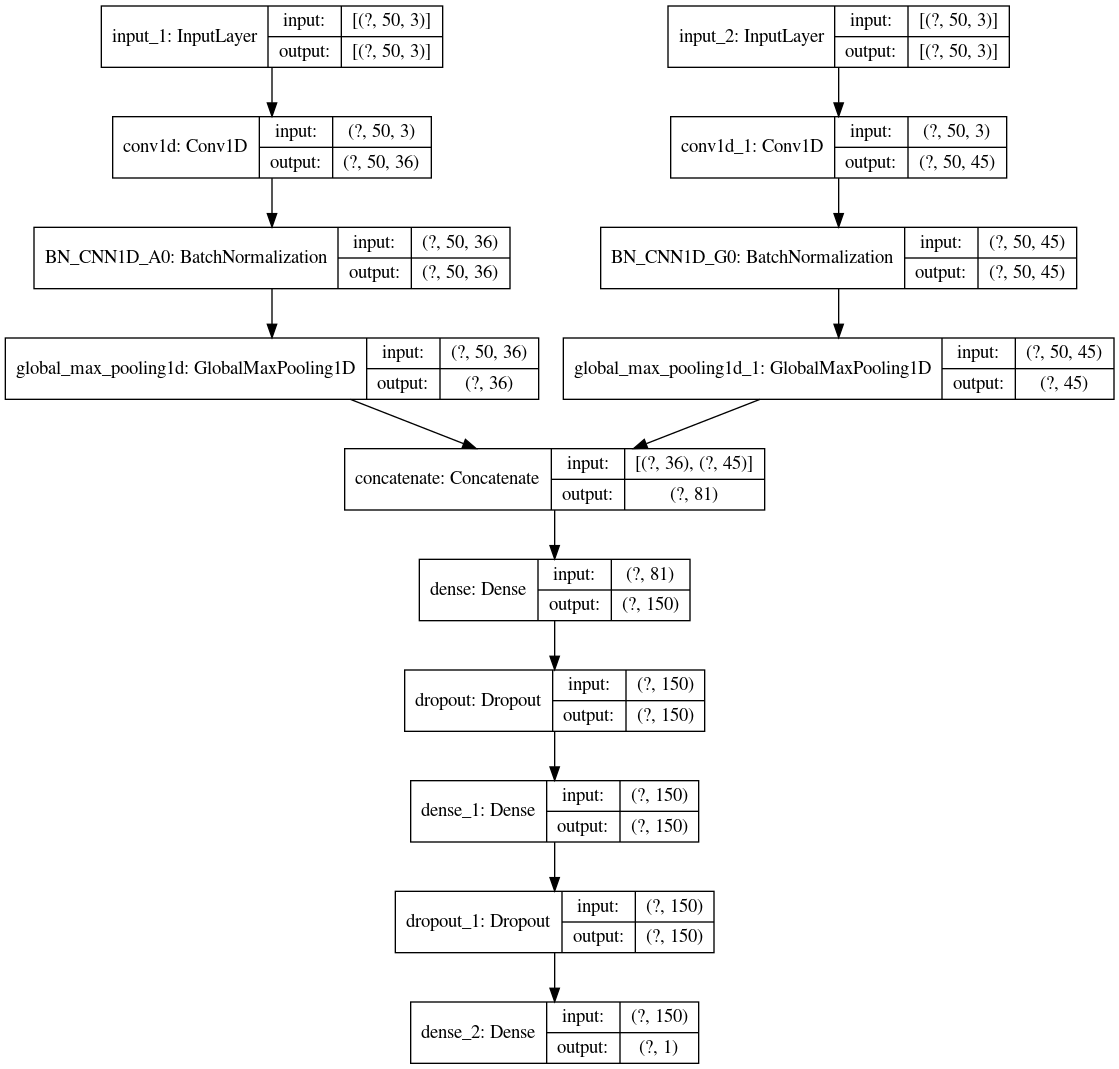 input_1: InputLayer
input: [(?, 50, 3)]
output: [(?, 50, 3)]
input_2: InputLayer
input: [(?, 50, 3)]
output: [(?, 50, 3)]
conv1d: Conv1D
input: (?, 50, 3)
output: (?, 50, 36)
conv1d_1: Conv1D
input: (?, 50, 3)
output: (?, 50, 45)
BN_CNN1D_A0: BatchNormalization
input: (?, 50, 36)
output: (?, 50, 36)
BN_CNN1D_G0: BatchNormalization
input: (?, 50, 45)
output: (?, 50, 45)
global_max_pooling1d: GlobalMaxPooling1D
input: (?, 50, 36)
output: (?, 36)
global_max_pooling1d_1: GlobalMaxPooling1D
input: (?, 50, 45)
output: (?, 45)
concatenate: Concatenate
input: [(?, 36), (?, 45)]
output: (?, 81)
dense: Dense
input: (?, 81)
output: (?, 150)
dropout: Dropout
input: (?, 150)
output: (?, 150)
dense_1: Dense
input: (?, 150)
output: (?, 150)
dropout_1: Dropout
input: (?, 150)
output: (?, 150)
dense_2: Dense
input: (?, 150)
output: (?, 1)